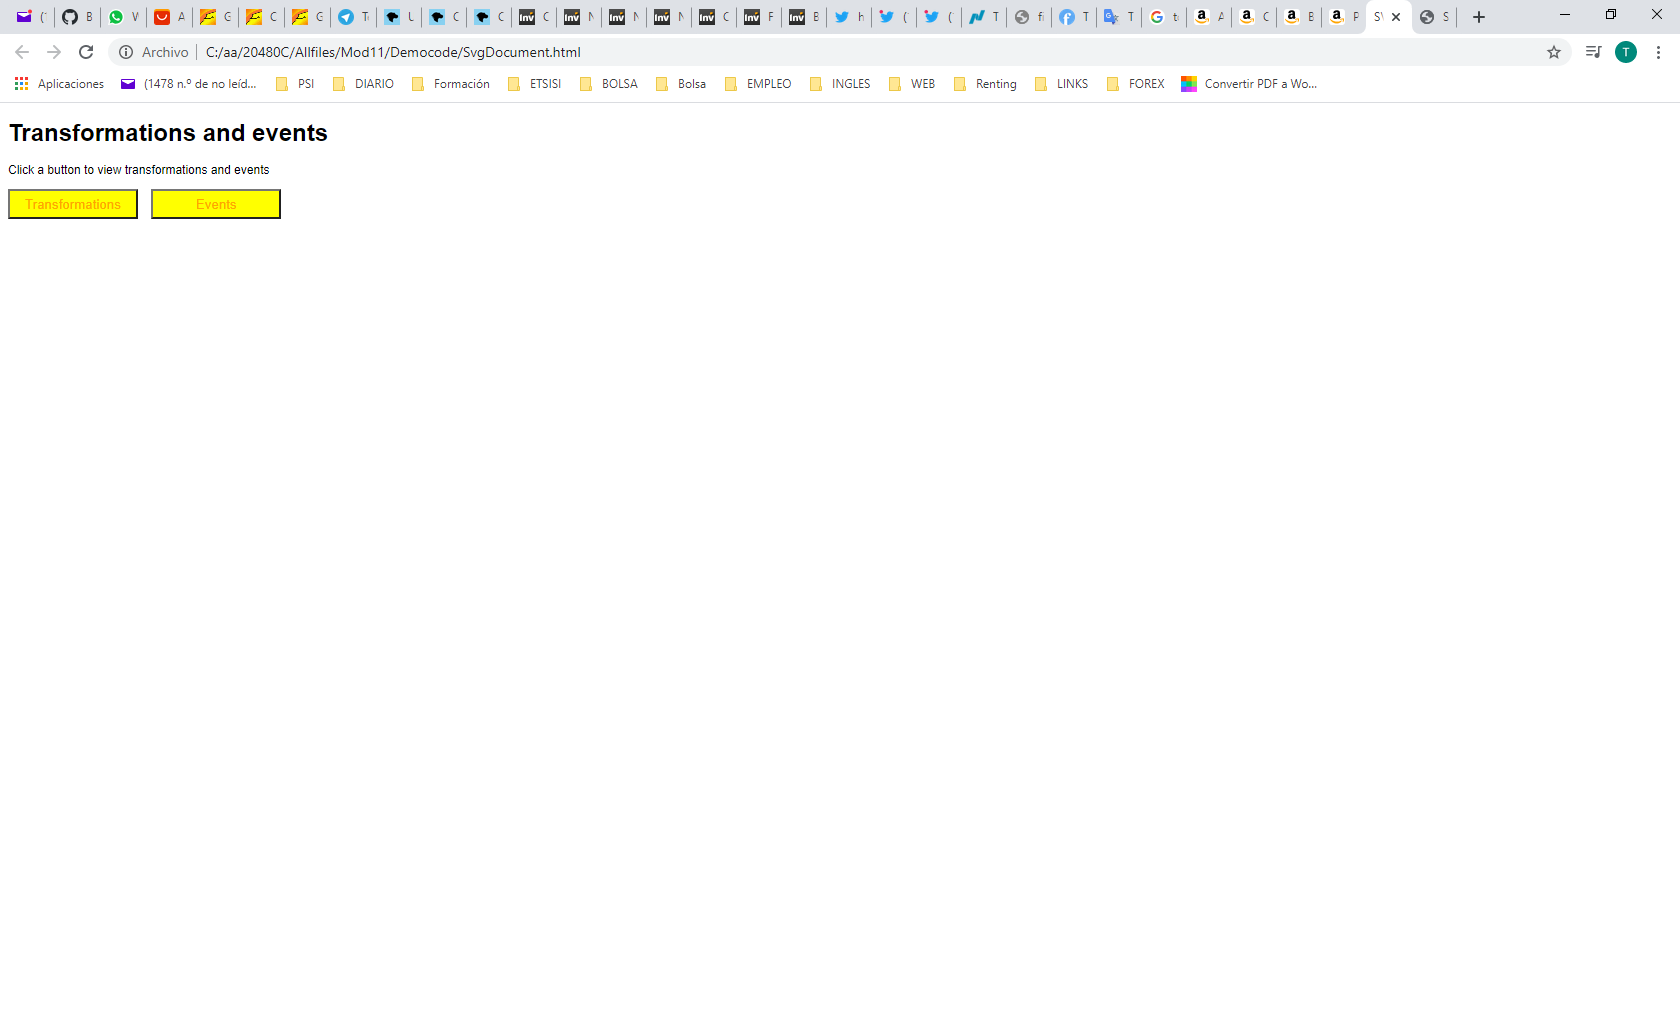 Archivo C:/aa/20480C/Allfiles/Mod11/Democode/SvgDocument.html T
Aplicaciones (1478 n.º de no leíd... PSI DIARIO Formación ETSISI BOLSA Bolsa EMPLEO INGLES WEB Renting LINKS FOREX Convertir PDF a Wo...
Transformations and events
Click a button to view transformations and events
Transformations Events